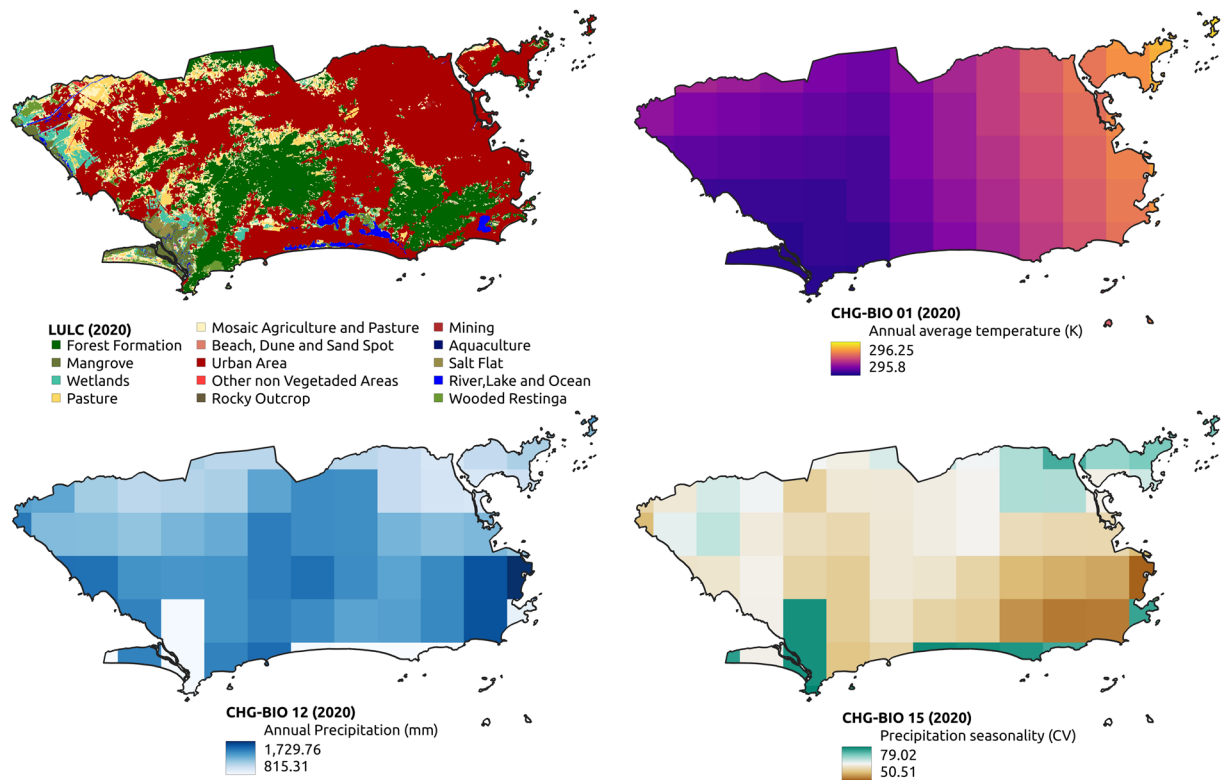 LULC (2020)
Forest Formation
Mangrove
Wetlands
Pasture
Mosaic Agriculture and Pasture
Beach, Dune and Sand Spot
Urban Area
Other non Vegetaded Areas
Rocky Outcrop
Mining
Aquaculture
Salt Flat
River,Lake and Ocean
Wooded Restinga
CHG-BIO 01 (2020)
Annual average temperature (K)
296.25
295.8
CHG-BIO 12 (2020)
Annual Precipitation (mm)
1,729.76
815.31
CHG-BIO 15 (2020)
Precipitation seasonality (CV)
79.02
50.51